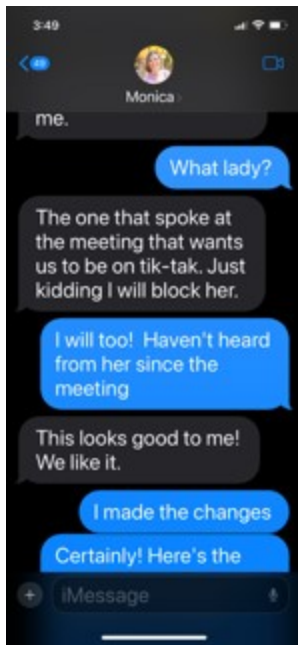 3:49
49
Monica
me.
What lady?
The one that spoke at
the meeting that wants
us to be on tik-tak. Just
kidding I will block her.
I will too! Haven't heard
from her since the
meeting
This looks good to me!
We like it.
I made the changes
Certainly! Here's the
iMessage